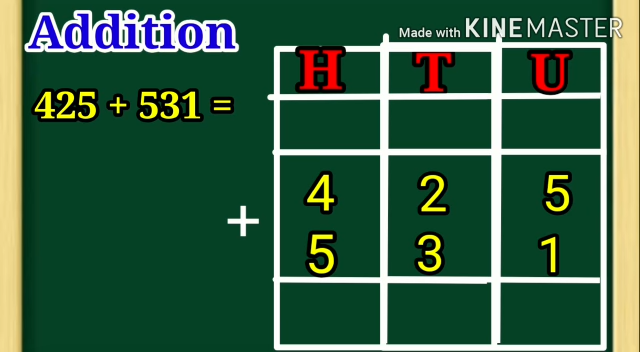 Addition
Made with KINEMASTER
H T U
425 + 531 =
4 2 5
+ 5 3 1